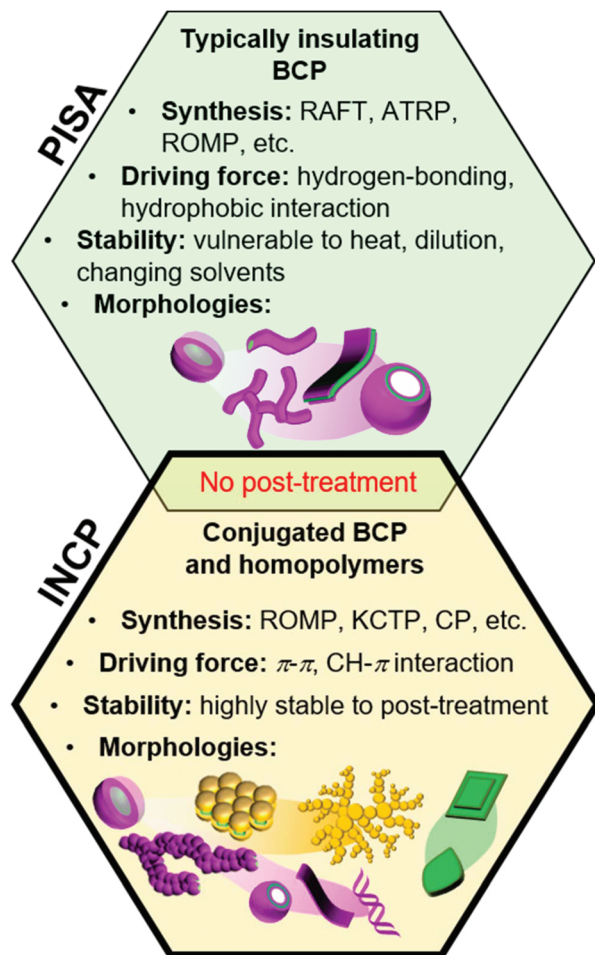 PISA
Typically insulating
BCP
• Synthesis: RAFT, ATRP,
ROMP, etc.
• Driving force: hydrogen-bonding,
hydrophobic interaction
• Stability: vulnerable to heat, dilution,
changing solvents
• Morphologies:
No post-treatment
INCP
Conjugated BCP
and homopolymers
• Synthesis: ROMP, KCTP, CP, etc.
• Driving force: π-π, CH-π interaction
• Stability: highly stable to post-treatment
• Morphologies: